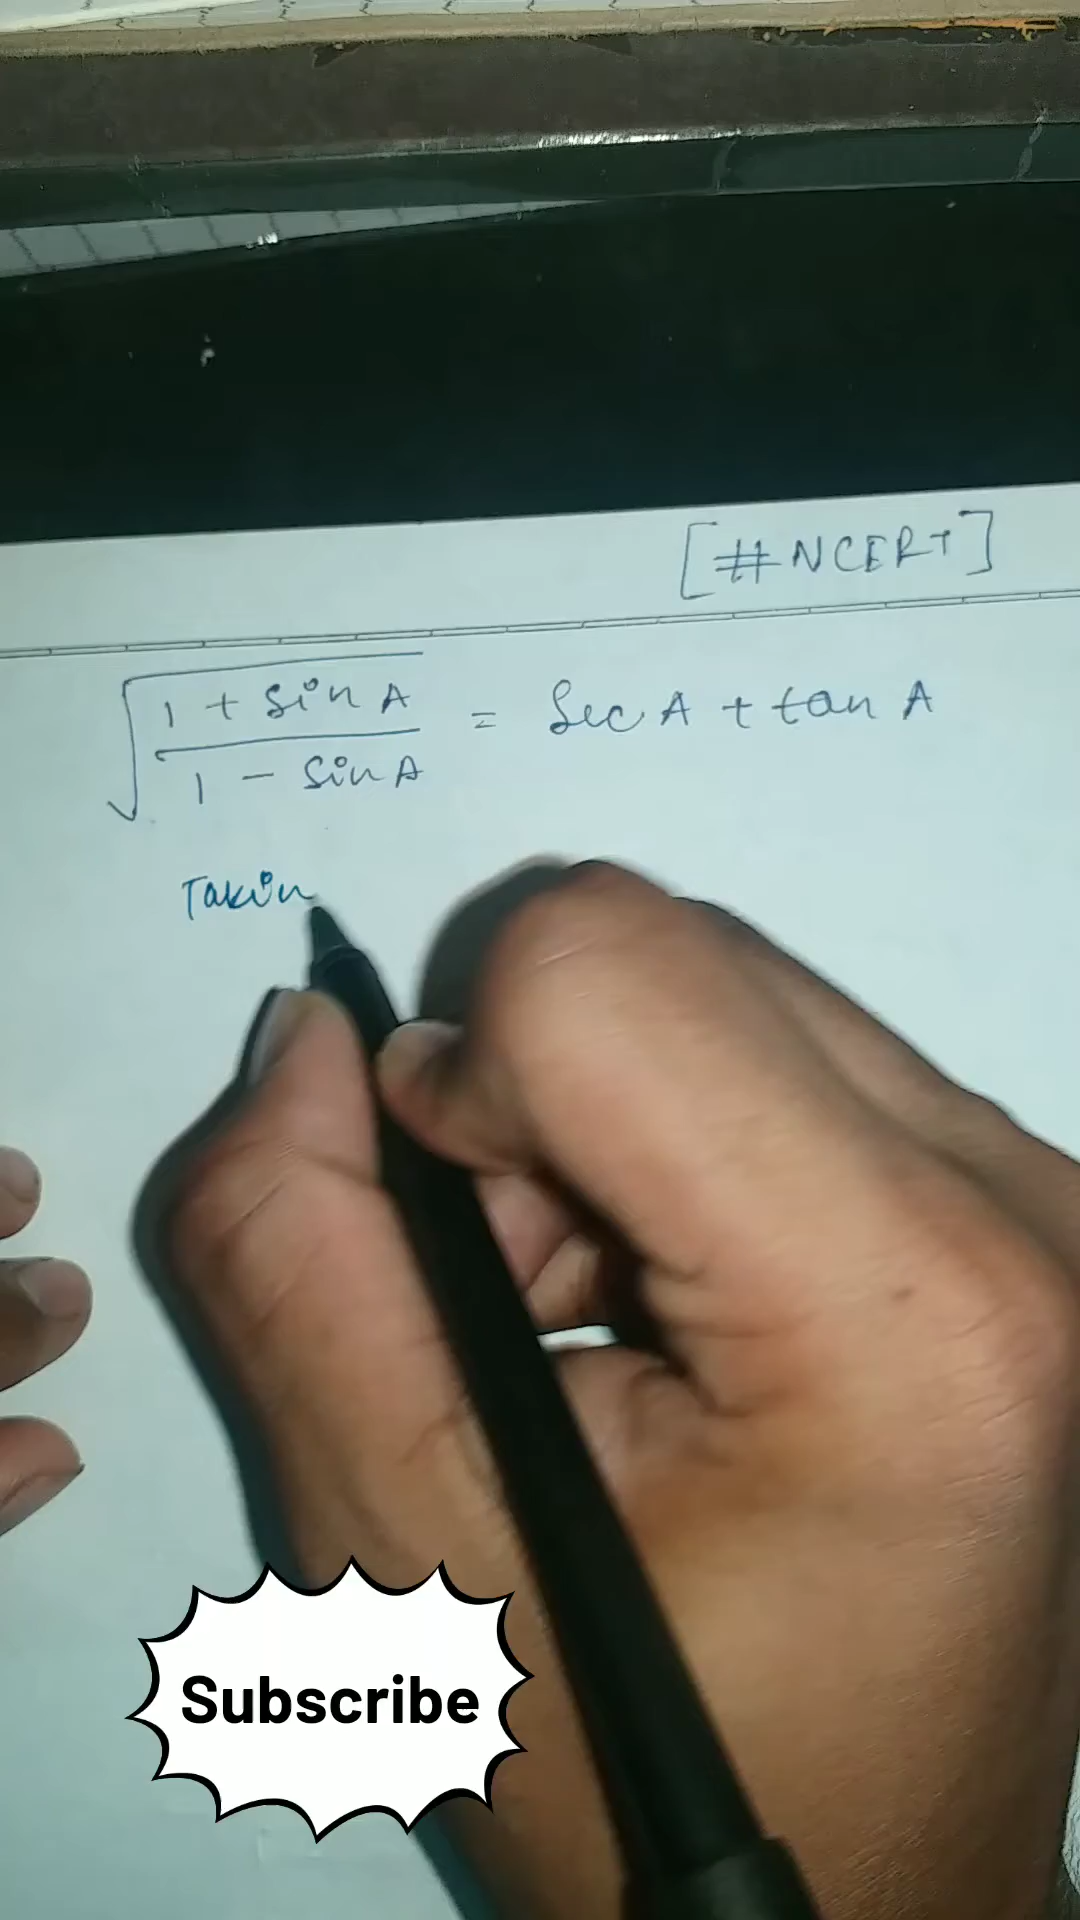 [#NCERT]
√(1 + sin A / 1 - sin A) = Sec A + tan A
Takin
Subscribe